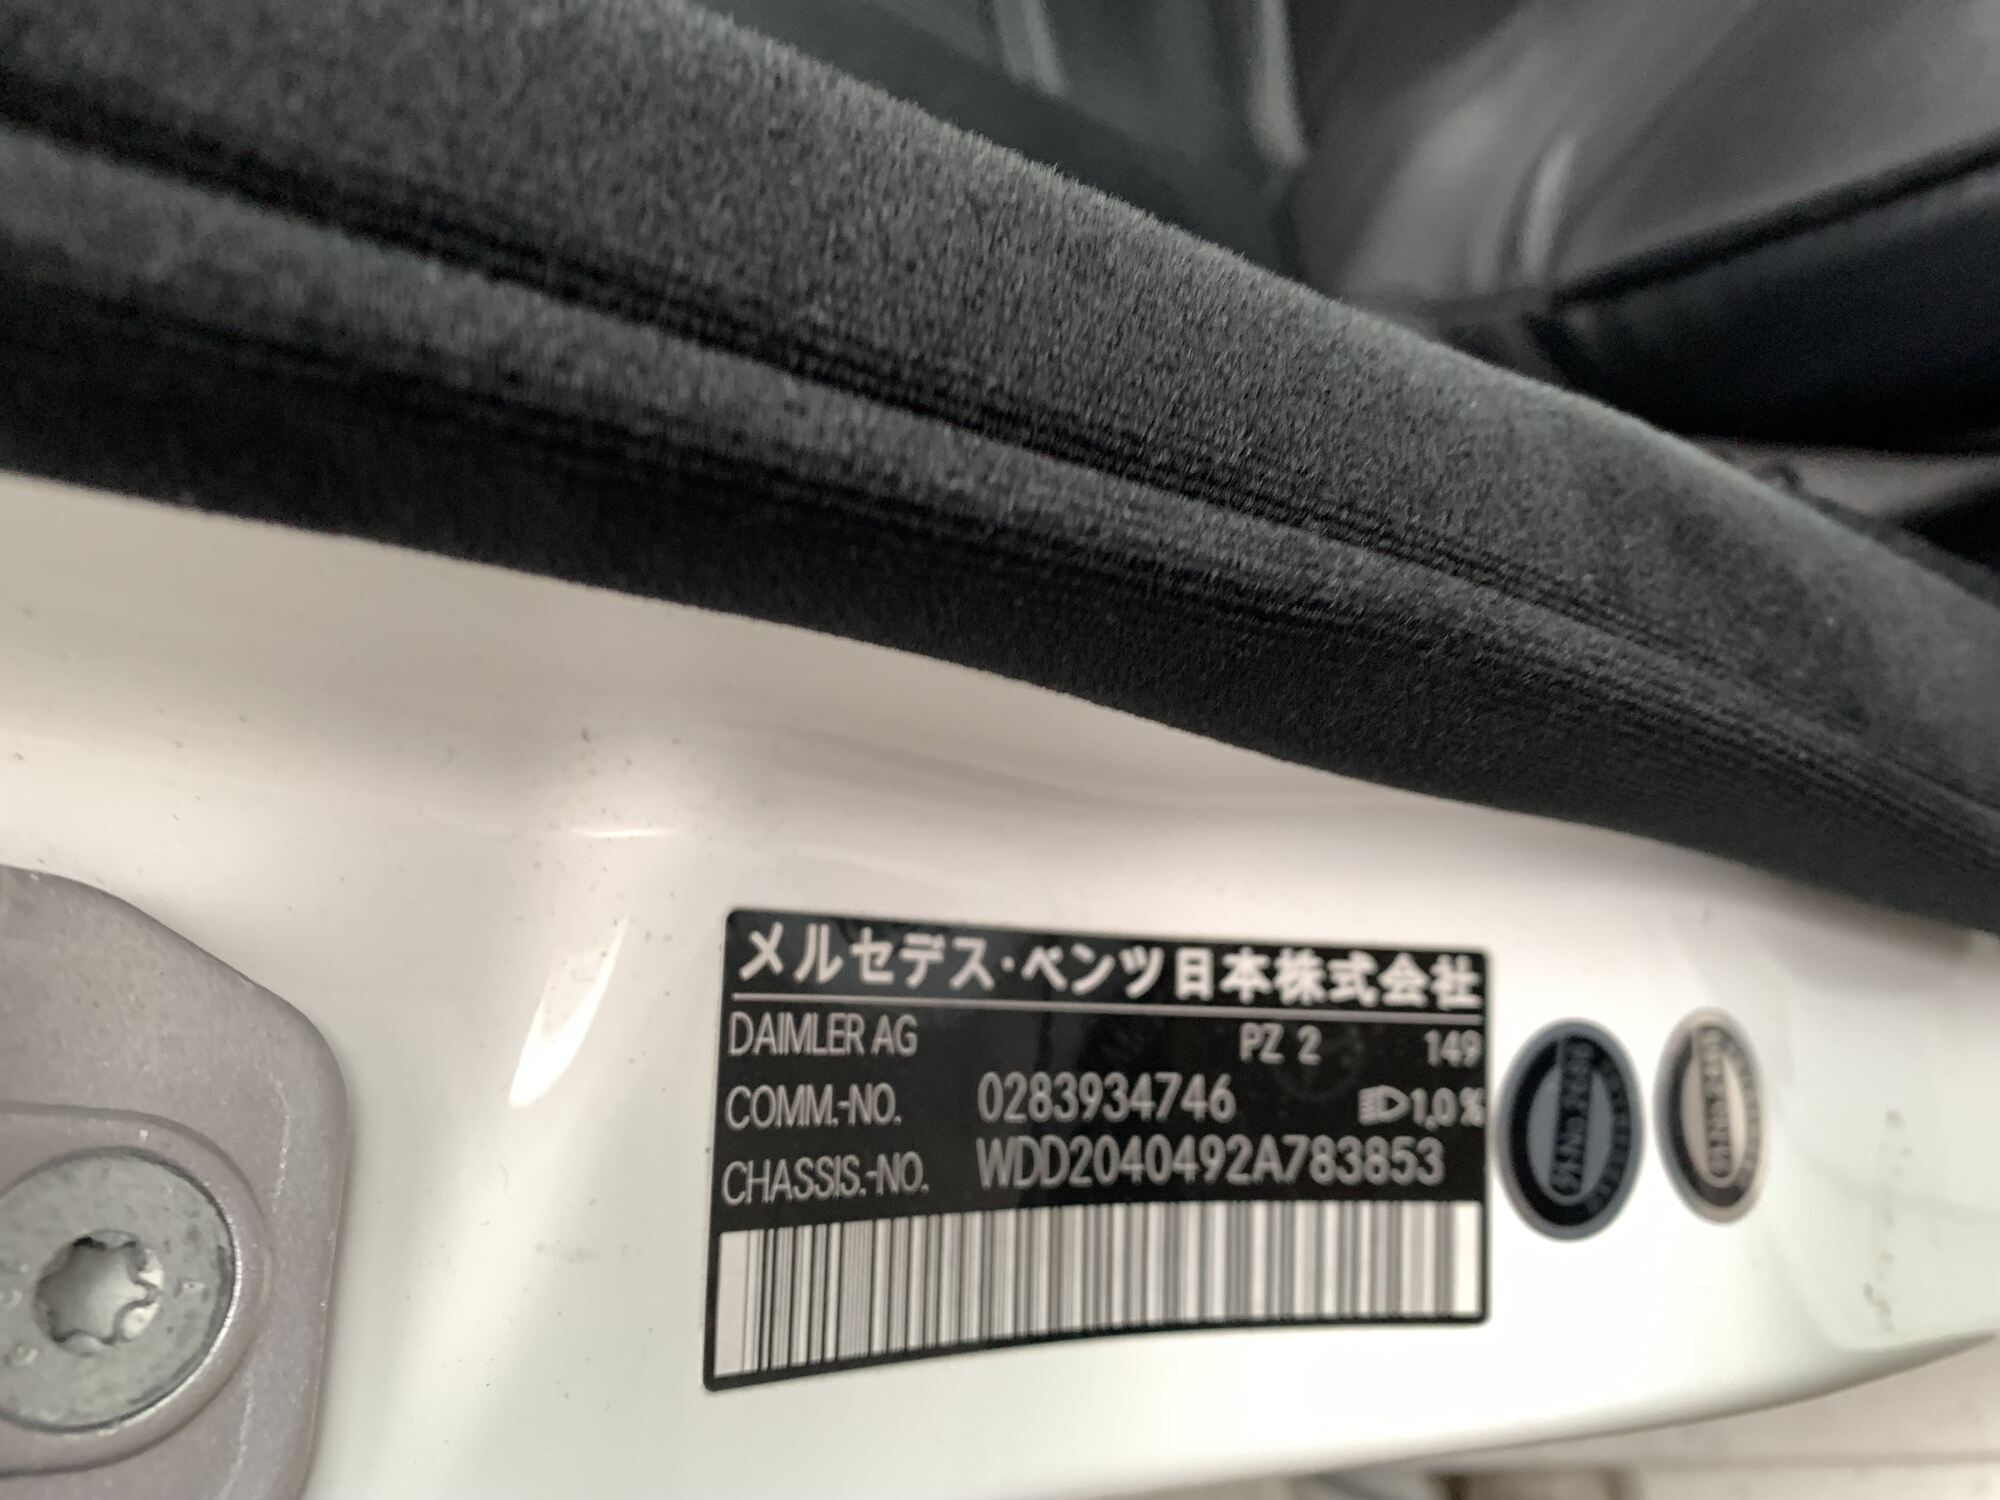 メルセデス・ベンツ日本株式会社
DAIMLER AG PZ 2 149
COMM.-NO. 0283934746 1,0%
CHASSIS.-NO. WDD2040492A783853